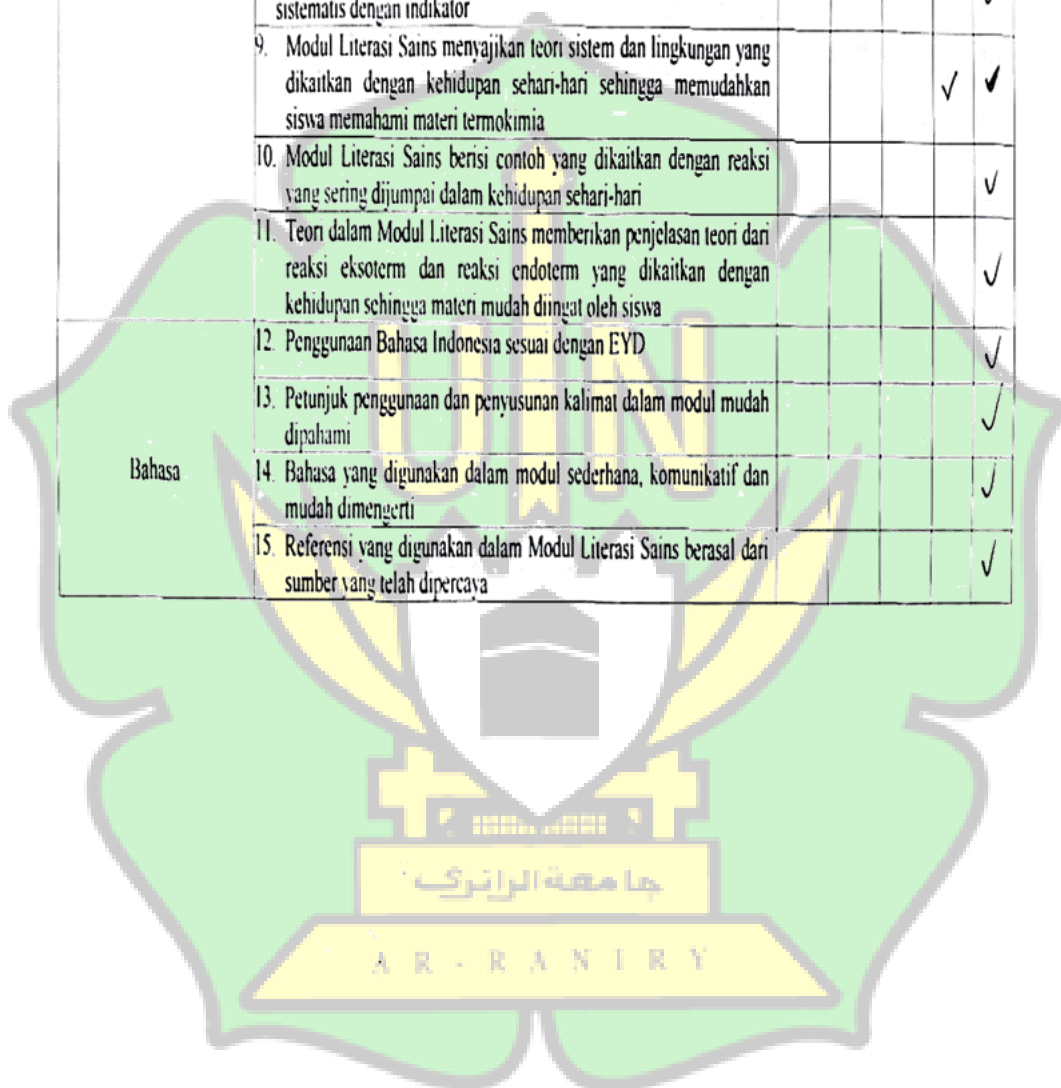 sistematis dengan indikator
9. Modul Literasi Sains menyajikan teori sistem dan lingkungan yang
dikaitkan dengan kehidupan sehari-hari sehingga memudahkan
siswa memahami materi termokimia
✓ ✓
10. Modul Literasi Sains berisi contoh yang dikaitkan dengan reaksi
yang sering dijumpai dalam kehidupan sehari-hari
✓
11. Teori dalam Modul Literasi Sains memberikan penjelasan teori dari
reaksi eksoterm dan reaksi endoterm yang dikaitkan dengan
kehidupan sehingga materi mudah diingat oleh siswa
✓
Bahasa
12. Penggunaan Bahasa Indonesia sesuai dengan EYD
✓
13. Petunjuk penggunaan dan penyusunan kalimat dalam modul mudah
dipahami
✓
14. Bahasa yang digunakan dalam modul sederhana, komunikatif dan
mudah dimengerti
✓
15. Referensi yang digunakan dalam Modul Literasi Sains berasal dari
sumber yang telah dipercaya
✓
UIN
جامعة الرانري
AR-RANIRY